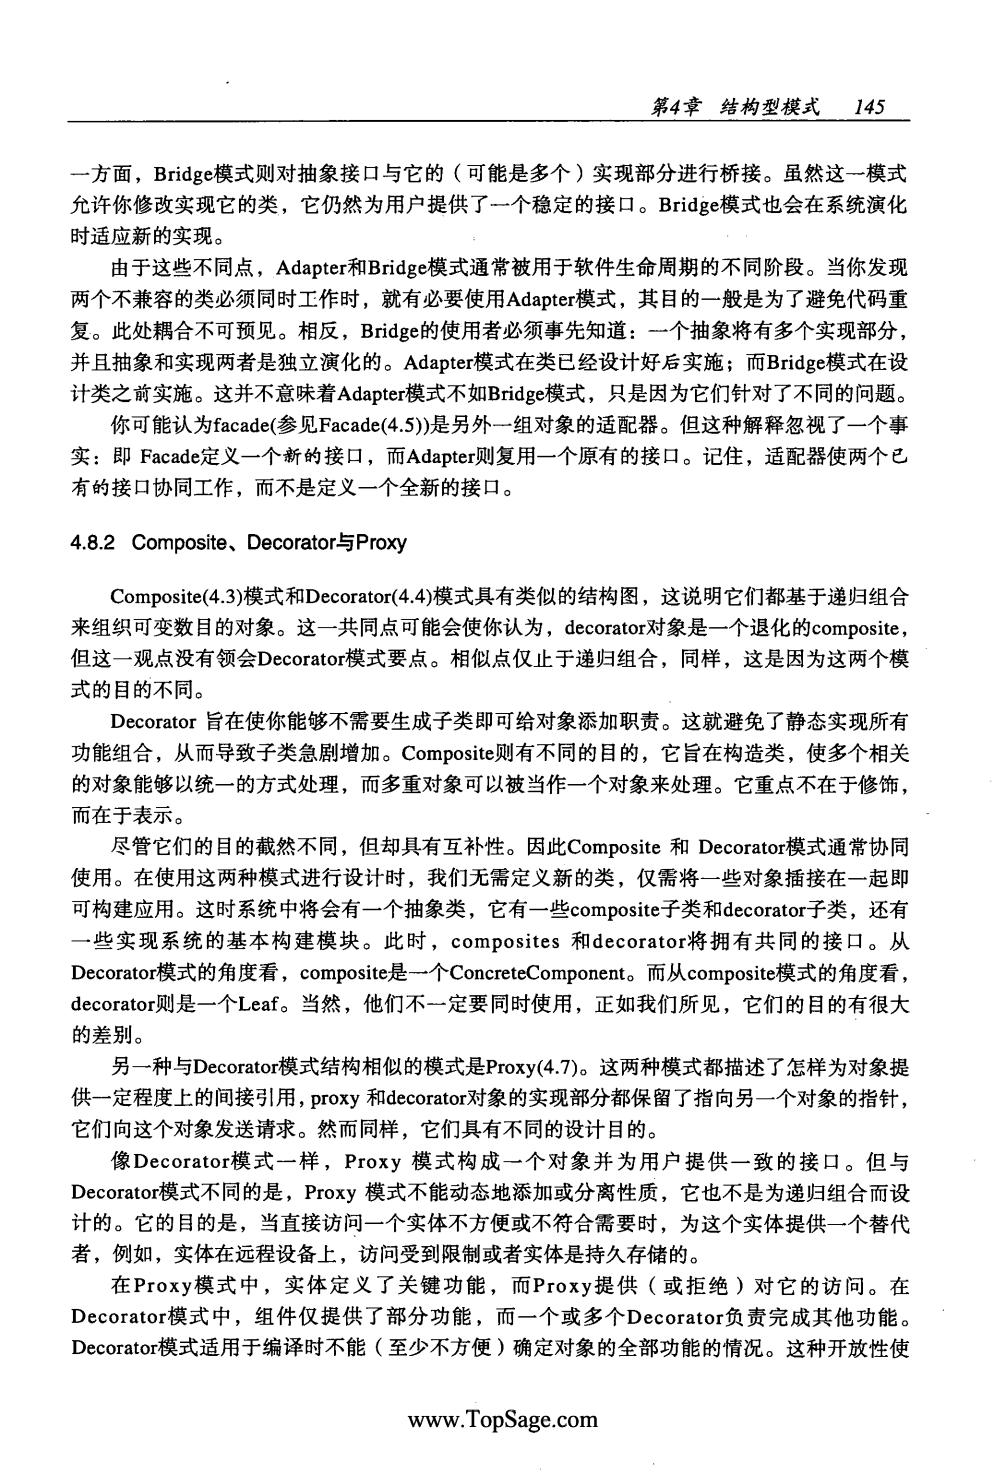 第4章 结构型模式 145
一方面，Bridge模式则对抽象接口与它的（可能是多个）实现部分进行桥接。虽然这一模式
允许你修改实现它的类，它仍然为用户提供了一个稳定的接口。Bridge模式也会在系统演化
时适应新的实现。
由于这些不同点，Adapter和Bridge模式通常被用于软件生命周期的不同阶段。当你发现
两个不兼容的类必须同时工作时，就有必要使用Adapter模式，其目的一般是为了避免代码重
复。此处耦合不可预见。相反，Bridge的使用者必须事先知道：一个抽象将有多个实现部分，
并且抽象和实现两者是独立演化的。Adapter模式在类已经设计好后实施；而Bridge模式在设
计类之前实施。这并不意味着Adapter模式不如Bridge模式，只是因为它们针对了不同的问题。
你可能认为facade(参见Facade(4.5))是另外一组对象的适配器。但这种解释忽视了一个事
实：即 Facade定义一个新的接口，而Adapter则复用一个原有的接口。记住，适配器使两个已
有的接口协同工作，而不是定义一个全新的接口。
4.8.2 Composite、Decorator与Proxy
Composite(4.3)模式和Decorator(4.4)模式具有类似的结构图，这说明它们都基于递归组合
来组织可变数目的对象。这一共同点可能会使你认为，decorator对象是一个退化的composite，
但这一观点没有领会Decorator模式要点。相似点仅止于递归组合，同样，这是因为这两个模
式的目的不同。
Decorator 旨在使你能够不需要生成子类即可给对象添加职责。这就避免了静态实现所有
功能组合，从而导致子类急剧增加。Composite则有不同的目的，它旨在构造类，使多个相关
的对象能够以统一的方式处理，而多重对象可以被当作一个对象来处理。它重点不在于修饰，
而在于表示。
尽管它们的目的截然不同，但却具有互补性。因此Composite 和 Decorator模式通常协同
使用。在使用这两种模式进行设计时，我们无需定义新的类，仅需将一些对象插接在一起即
可构建应用。这时系统中将会有一个抽象类，它有一些composite子类和decorator子类，还有
一些实现系统的基本构建模块。此时，composites 和decorator将拥有共同的接口。从
Decorator模式的角度看，composite是一个ConcreteComponent。而从composite模式的角度看，
decorator则是一个Leaf。当然，他们不一定要同时使用，正如我们所见，它们的目的有很大
的差别。
另一种与Decorator模式结构相似的模式是Proxy(4.7)。这两种模式都描述了怎样为对象提
供一定程度上的间接引用，proxy 和decorator对象的实现部分都保留了指向另一个对象的指针，
它们向这个对象发送请求。然而同样，它们具有不同的设计目的。
像Decorator模式一样，Proxy 模式构成一个对象并为用户提供一致的接口。但与
Decorator模式不同的是，Proxy 模式不能动态地添加或分离性质，它也不是为递归组合而设
计的。它的目的是，当直接访问一个实体不方便或不符合需要时，为这个实体提供一个替代
者，例如，实体在远程设备上，访问受到限制或者实体是持久存储的。
在Proxy模式中，实体定义了关键功能，而Proxy提供（或拒绝）对它的访问。在
Decorator模式中，组件仅提供了部分功能，而一个或多个Decorator负责完成其他功能。
Decorator模式适用于编译时不能（至少不方便）确定对象的全部功能的情况。这种开放性使
www.TopSage.com